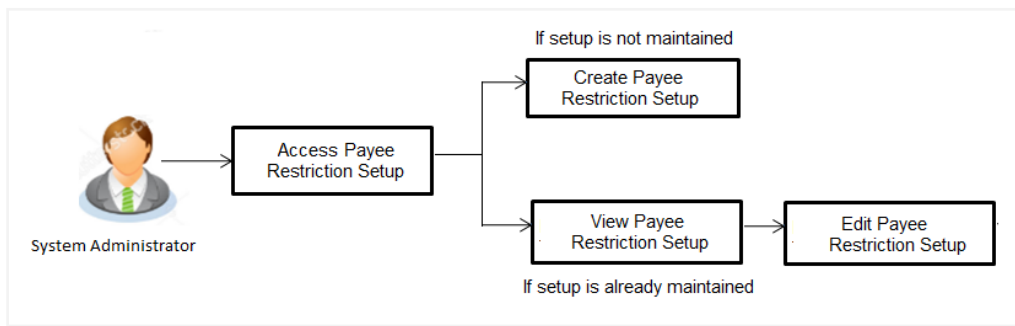 If setup is not maintained
Create Payee
Restriction Setup
Access Payee
Restriction Setup
System Administrator
View Payee
Restriction Setup
Edit Payee
Restriction Setup
If setup is already maintained